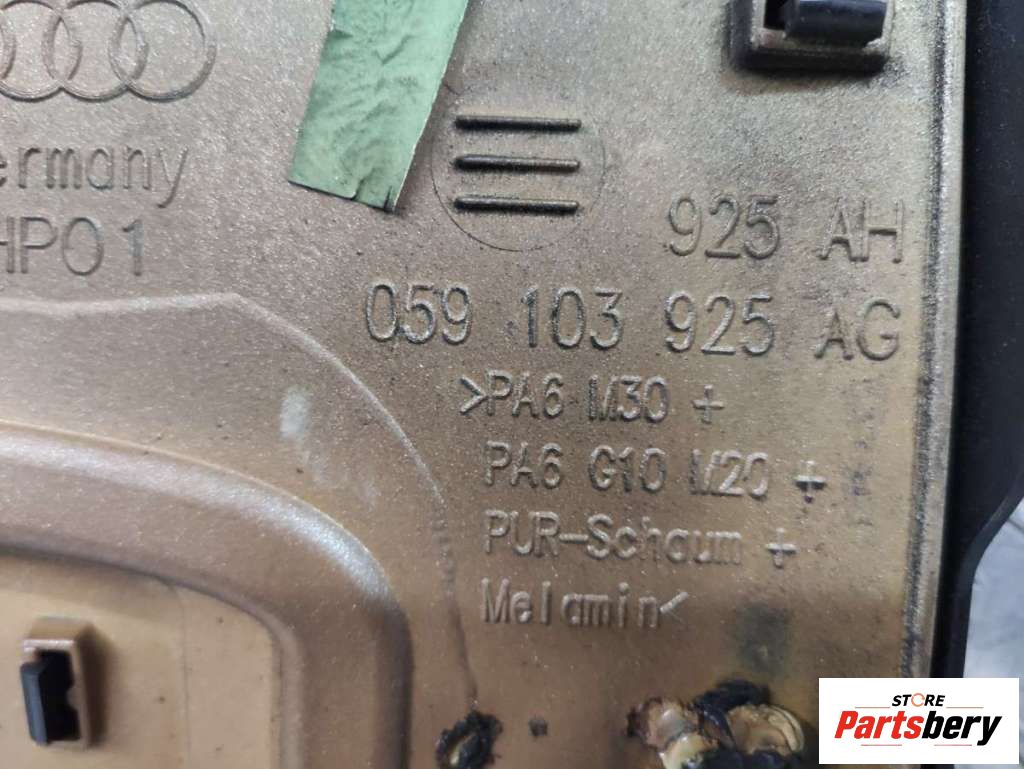 ermany
HP01
925 AH
059 103 925 AG
>PA6 M30 +
PA6 G10 M20 +
PUR-Schaum +
Melamin<
STORE
Partsbery